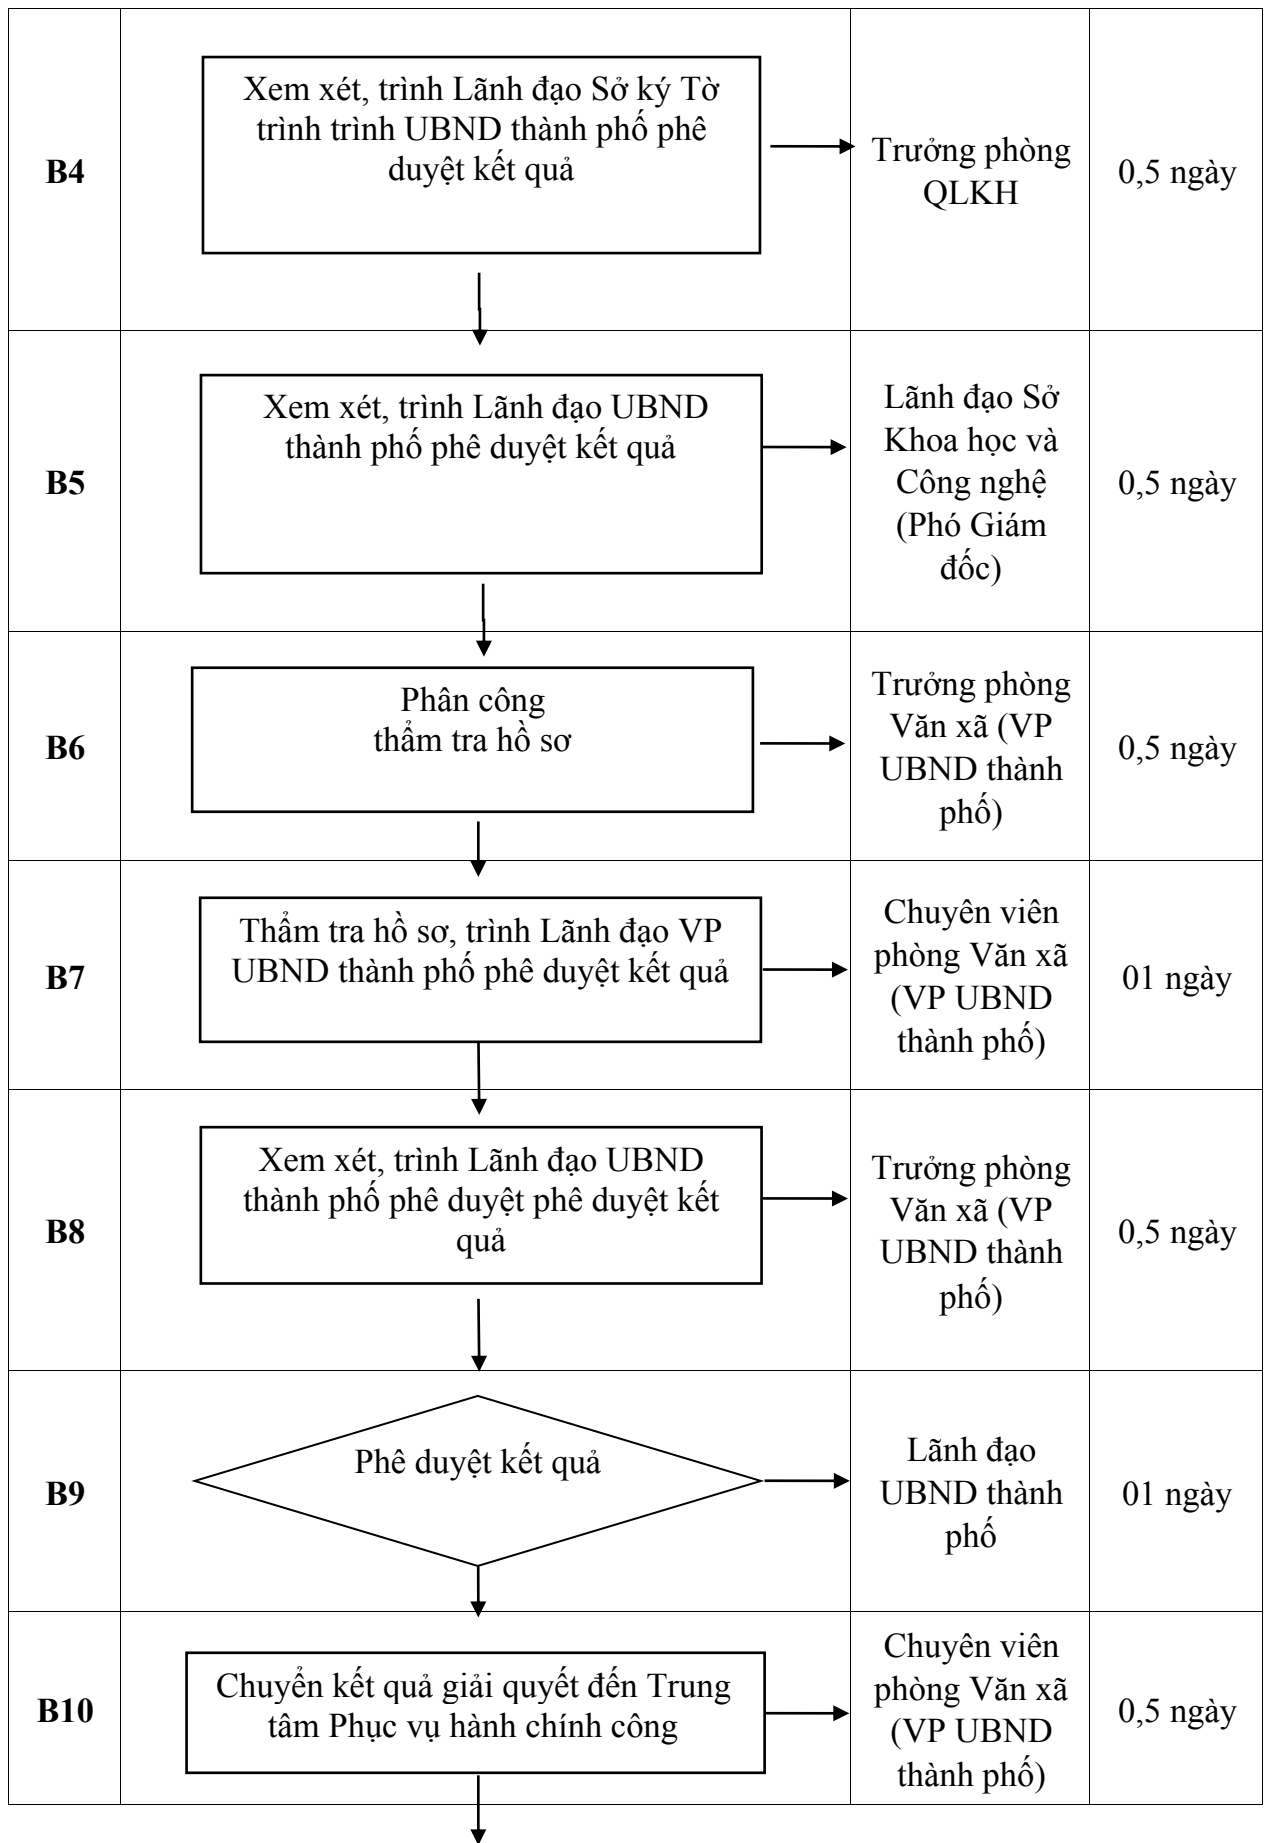 B4
Xem xét, trình Lãnh đạo Sở ký Tờ
trình trình UBND thành phố phê
duyệt kết quả
Trưởng phòng
QLKH
0,5 ngày
B5
Xem xét, trình Lãnh đạo UBND
thành phố phê duyệt kết quả
Lãnh đạo Sở
Khoa học và
Công nghệ
(Phó Giám
đốc)
0,5 ngày
B6
Phân công
thẩm tra hồ sơ
Trưởng phòng
Văn xã (VP
UBND thành
phố)
0,5 ngày
B7
Thẩm tra hồ sơ, trình Lãnh đạo VP
UBND thành phố phê duyệt kết quả
Chuyên viên
phòng Văn xã
(VP UBND
thành phố)
01 ngày
B8
Xem xét, trình Lãnh đạo UBND
thành phố phê duyệt phê duyệt kết
quả
Trưởng phòng
Văn xã (VP
UBND thành
phố)
0,5 ngày
B9
Phê duyệt kết quả
Lãnh đạo
UBND thành
phố
01 ngày
B10
Chuyển kết quả giải quyết đến Trung
tâm Phục vụ hành chính công
Chuyên viên
phòng Văn xã
(VP UBND
thành phố)
0,5 ngày